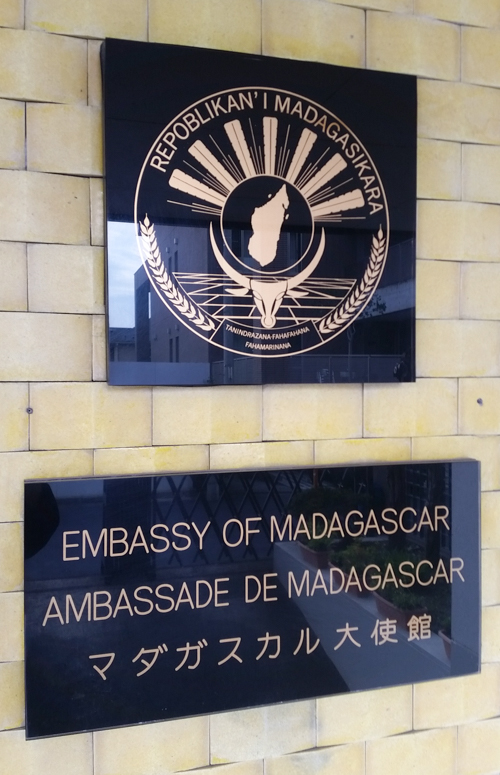 REPOBLIKAN' I MADAGASIKARA
TANINDRAZANA-FAHAFAHANA
FAHAMARINANA
EMBASSY OF MADAGASCAR
AMBASSADE DE MADAGASCAR
マダガスカル大使館